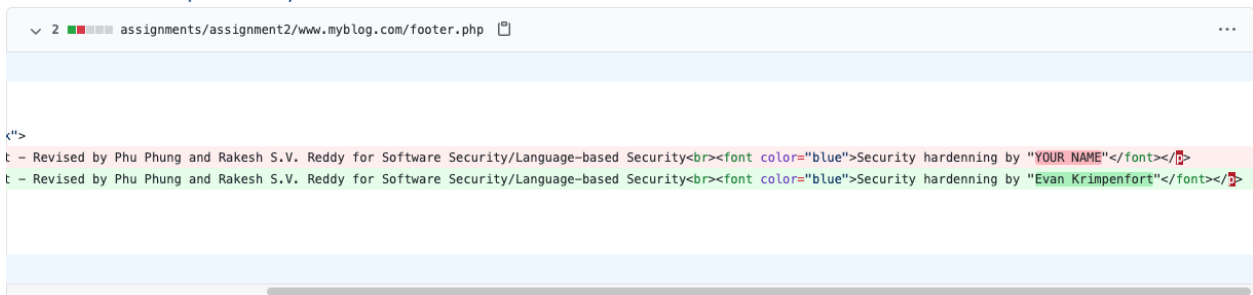 2 assignments/assignment2/www.myblog.com/footer.php ...
">
t – Revised by Phu Phung and Rakesh S.V. Reddy for Software Security/Language-based Security<br><font color="blue">Security hardenning by "YOUR NAME"</font></p>
t – Revised by Phu Phung and Rakesh S.V. Reddy for Software Security/Language-based Security<br><font color="blue">Security hardenning by "Evan Krimpenfort"</font></p>